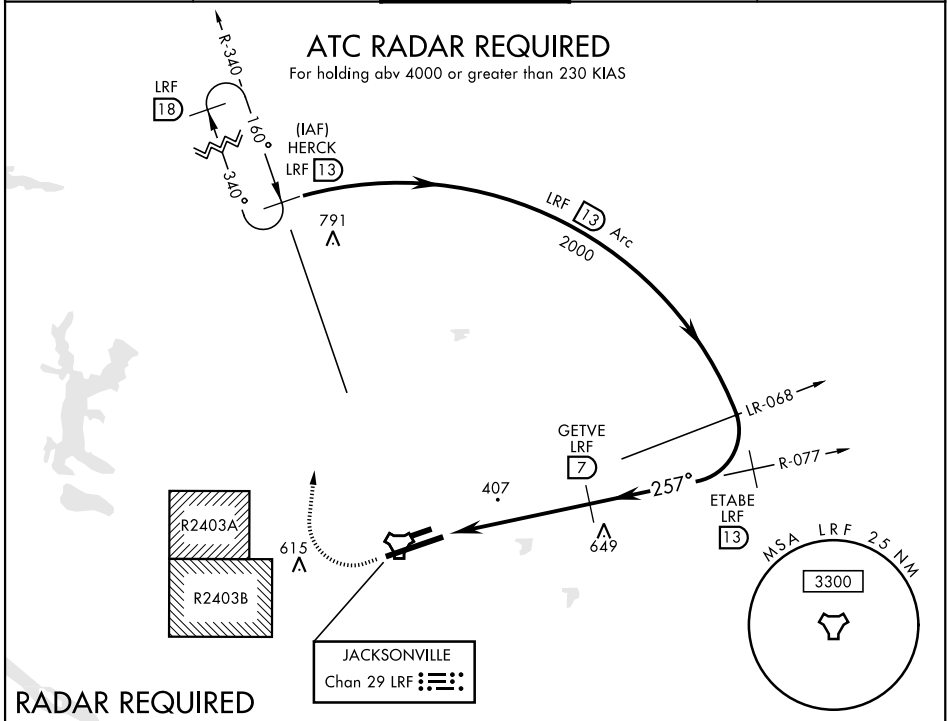 ATC RADAR REQUIRED
For holding abv 4000 or greater than 230 KIAS
R-340
LRF
18
160°
340°
(IAF)
HERCK
LRF 13
791
LRF 13 Arc
2000
LR-068
R-077
GETVE
LRF
7
257°
ETABE
LRF
13
407
649
615
R2403A
R2403B
JACKSONVILLE
Chan 29 LRF
MSA LRF 25 NM
3300
RADAR REQUIRED